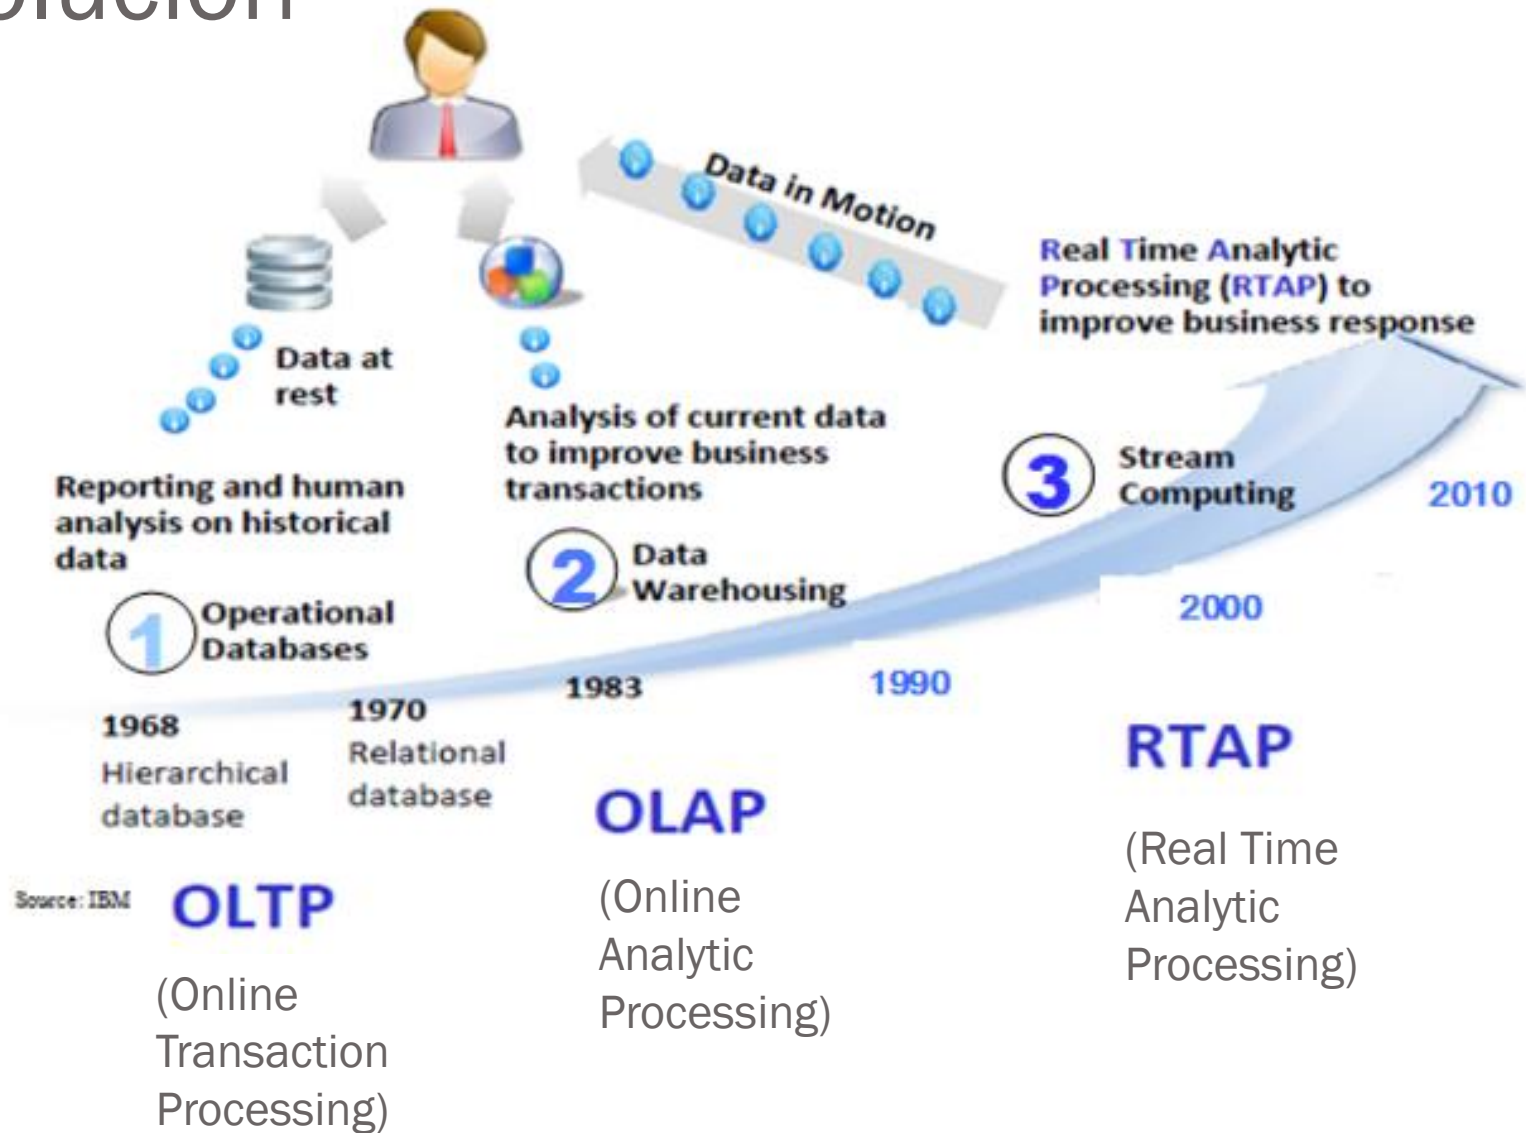 Data in Motion
Real Time Analytic
Processing (RTAP) to
improve business response
Data at
rest
Analysis of current data
to improve business
transactions
Reporting and human
analysis on historical
data
1
Operational
Databases
2
Data
Warehousing
3
Stream
Computing
2010
2000
1990
1983
1970
Relational
database
1968
Hierarchical
database
OLTP
(Online
Transaction
Processing)
OLAP
(Online
Analytic
Processing)
RTAP
(Real Time
Analytic
Processing)
Source: IBM